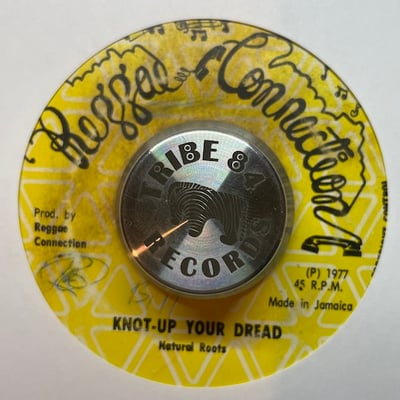 Reggae Connection
TRIBE 84
RECORDS
Prod. by
Reggae
Connection
(P) 1977
45 R.P.M.
Made in Jamaica
KNOT-UP YOUR DREAD
Natural Roots